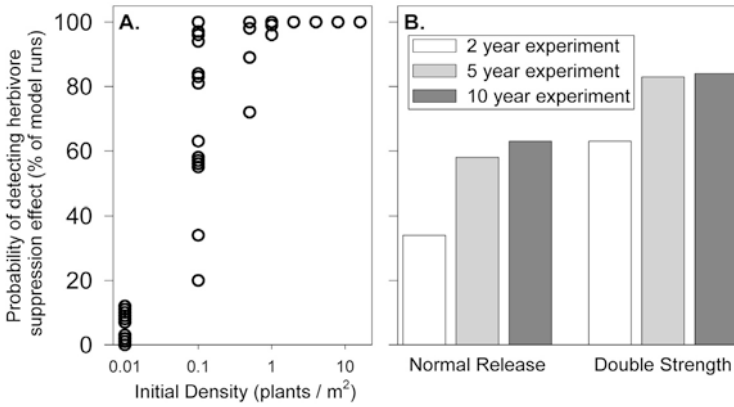 Probability of detecting herbivore
suppression effect (% of model runs)
100
80
60
40
20
0
A.
0.01
0.1
1
10
Initial Density (plants / m²)
B.
2 year experiment
5 year experiment
10 year experiment
Normal Release
Double Strength